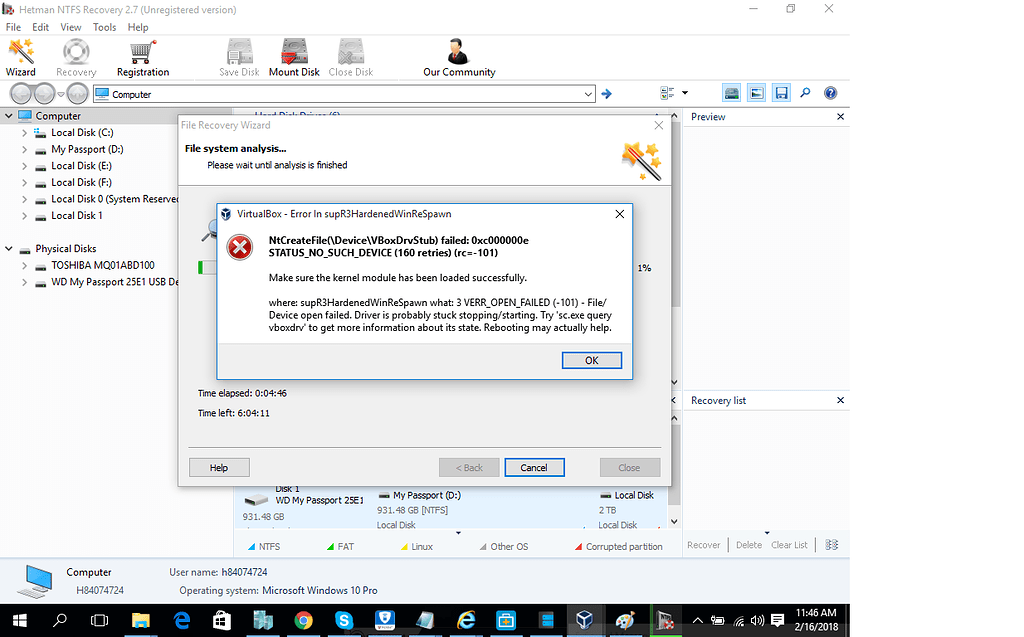 Hetman NTFS Recovery 2.7 (Unregistered version)
File Edit View Tools Help
Wizard Recovery Registration Save Disk Mount Disk Close Disk Our Community
Computer
Computer
Local Disk (C:)
My Passport (D:)
Local Disk (E:)
Local Disk (F:)
Local Disk 0 (System Reserved
Local Disk 1
Physical Disks
TOSHIBA MQ01ABD100
WD My Passport 25E1 USB De
File Recovery Wizard
File system analysis...
Please wait until analysis is finished
1%
VirtualBox - Error In supR3HardenedWinReSpawn
NtCreateFile(\Device\VBoxDrvStub) failed: 0xc000000e
STATUS_NO_SUCH_DEVICE (160 retries) (rc=-101)
Make sure the kernel module has been loaded successfully.
where: supR3HardenedWinReSpawn what: 3 VERR_OPEN_FAILED (-101) - File/
Device open failed. Driver is probably stuck stopping/starting. Try 'sc.exe query
vboxdrv' to get more information about its state. Rebooting may actually help.
OK
Time elapsed: 0:04:46
Time left: 6:04:11
Help < Back Cancel Close
Preview
Recovery list
Disk 1
WD My Passport 25E1
931.48 GB
My Passport (D:)
931.48 GB [NTFS]
Local Disk
Local Disk
2 TB
Local Disk
NTFS FAT Linux Other OS Corrupted partition
Recover Delete Clear List
Computer User name: h84074724
H84074724 Operating system: Microsoft Windows 10 Pro
11:46 AM
2/16/2018